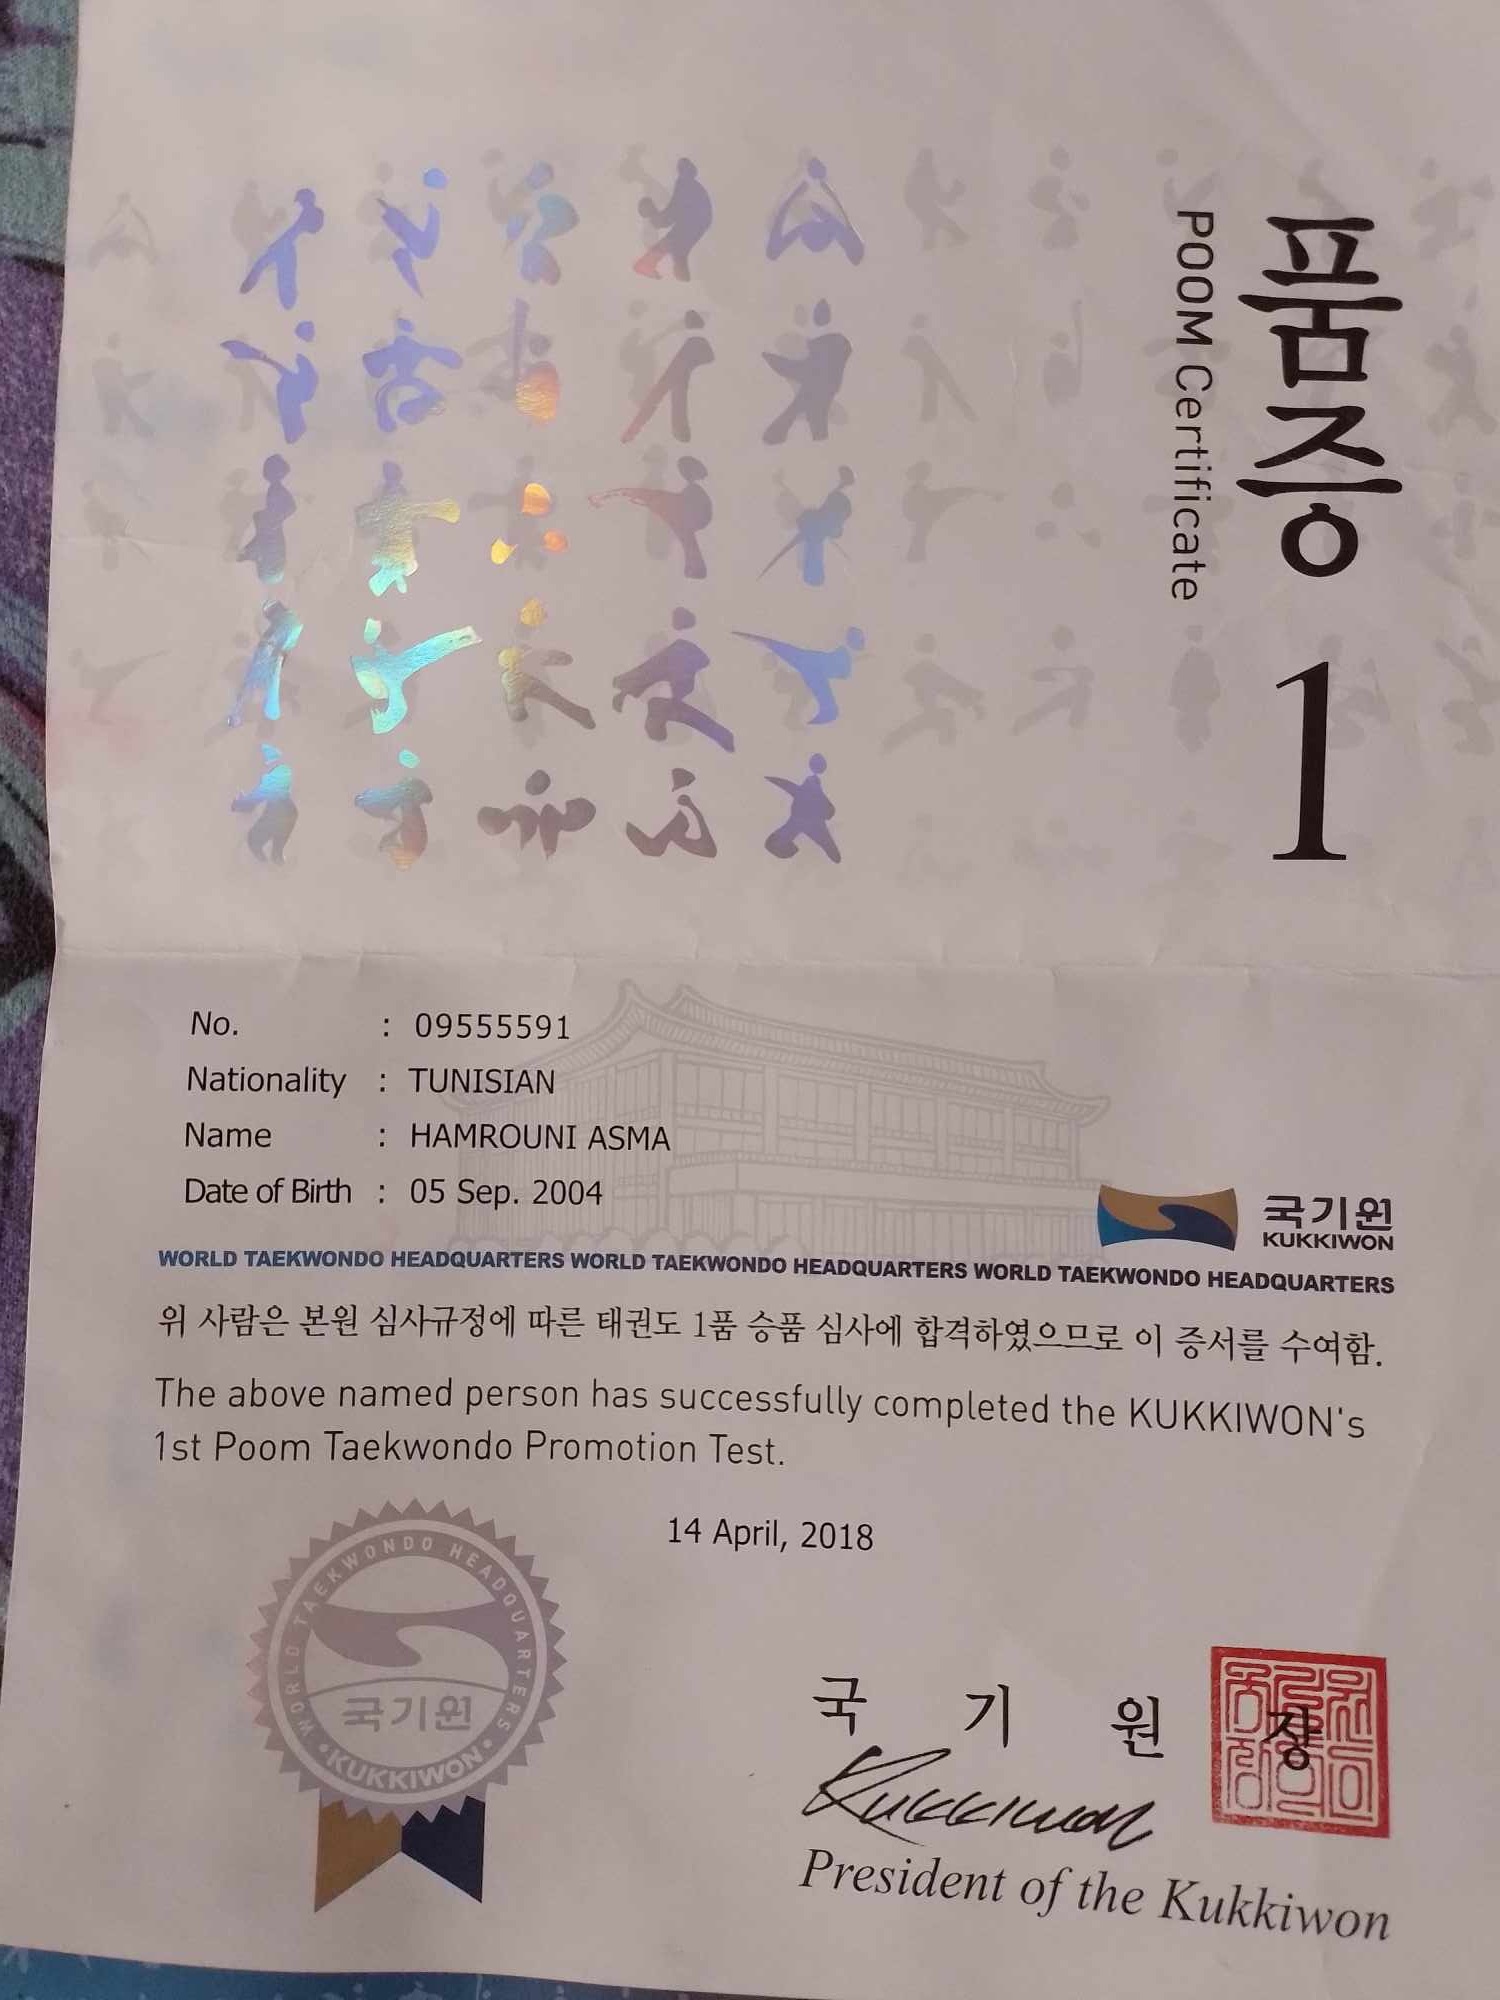 품증 1
POOM Certificate
No. : 09555591
Nationality : TUNISIAN
Name : HAMROUNI ASMA
Date of Birth : 05 Sep. 2004
국기원
KUKKIWON
WORLD TAEKWONDO HEADQUARTERS WORLD TAEKWONDO HEADQUARTERS WORLD TAEKWONDO HEADQUARTERS
위 사람은 본원 심사규정에 따른 태권도 1품 승품 심사에 합격하였으므로 이 증서를 수여함.
The above named person has successfully completed the KUKKIWON's
1st Poom Taekwondo Promotion Test.
14 April, 2018
WORLD TAEKWONDO HEADQUARTERS
국기원
• KUKKIWON •
국 기 원 장
Kukkiwon
President of the Kukkiwon